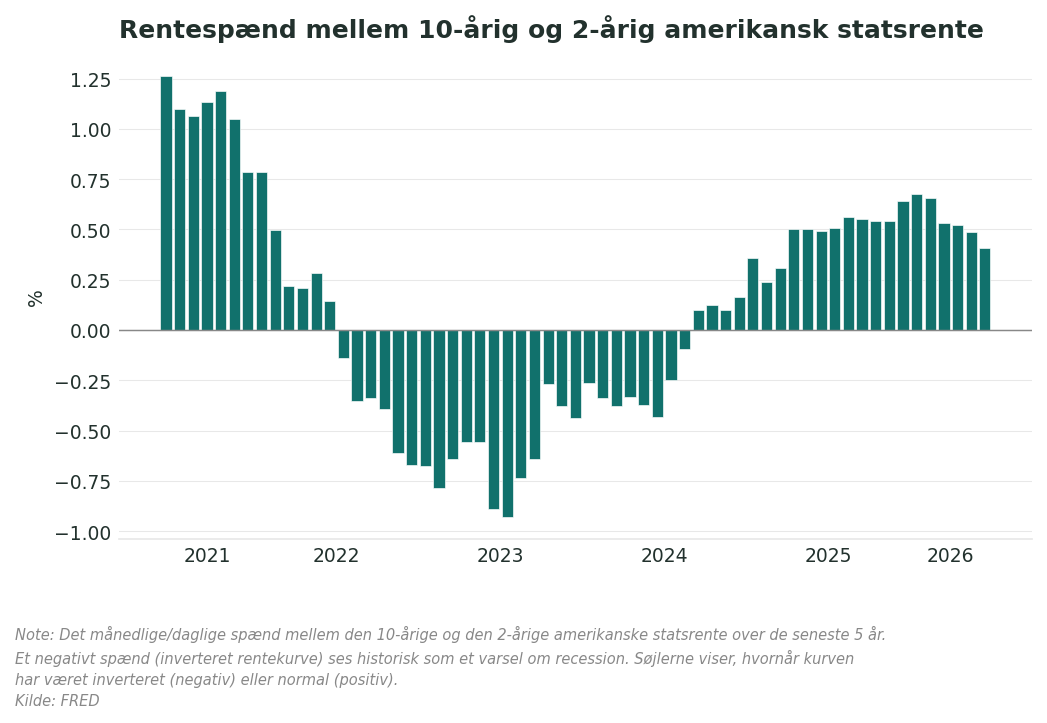 Rentespænd mellem 10-årig og 2-årig amerikansk statsrente
1.25
1.00
0.75
0.50
0.25
0.00
−0.25
−0.50
−0.75
−1.00
%
2021 2022 2023 2024 2025 2026
Note: Det månedlige/daglige spænd mellem den 10-årige og den 2-årige amerikanske statsrente over de seneste 5 år.
Et negativt spænd (inverteret rentekurve) ses historisk som et varsel om recession. Søjlerne viser, hvornår kurven
har været inverteret (negativ) eller normal (positiv).
Kilde: FRED